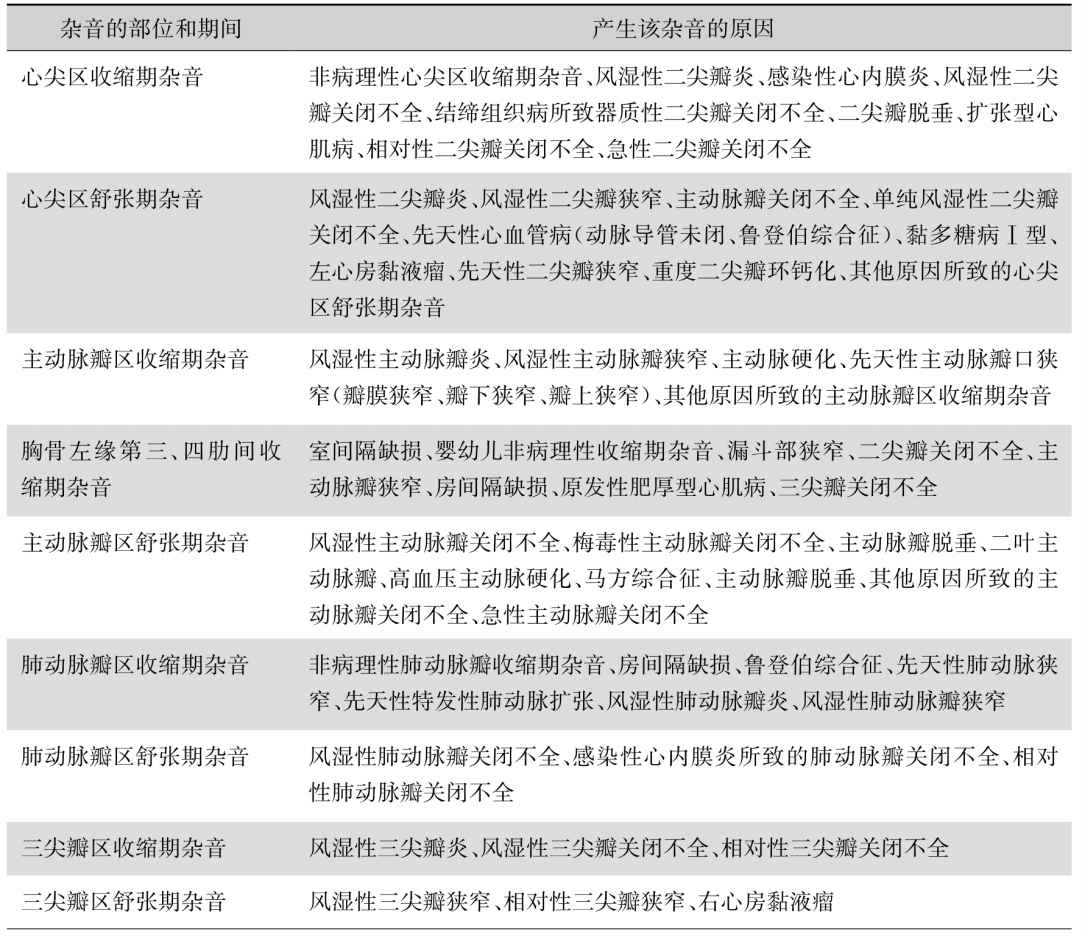 杂音的部位和期间 产生该杂音的原因
心尖区收缩期杂音 非病理性心尖区收缩期杂音、风湿性二尖瓣炎、感染性心内膜炎、风湿性二尖
瓣关闭不全、结缔组织病所致器质性二尖瓣关闭不全、二尖瓣脱垂、扩张型心
肌病、相对性二尖瓣关闭不全、急性二尖瓣关闭不全
心尖区舒张期杂音 风湿性二尖瓣炎、风湿性二尖瓣狭窄、主动脉瓣关闭不全、单纯风湿性二尖瓣
关闭不全、先天性心血管病(动脉导管未闭、鲁登伯综合征)、黏多糖病Ⅰ型、
左心房黏液瘤、先天性二尖瓣狭窄、重度二尖瓣环钙化、其他原因所致的心尖
区舒张期杂音
主动脉瓣区收缩期杂音 风湿性主动脉瓣炎、风湿性主动脉瓣狭窄、主动脉硬化、先天性主动脉瓣口狭
窄(瓣膜狭窄、瓣下狭窄、瓣上狭窄)、其他原因所致的主动脉瓣区收缩期杂音
胸骨左缘第三、四肋间收 室间隔缺损、婴幼儿非病理性收缩期杂音、漏斗部狭窄、二尖瓣关闭不全、主
缩期杂音 动脉瓣狭窄、房间隔缺损、原发性肥厚型心肌病、三尖瓣关闭不全
主动脉瓣区舒张期杂音 风湿性主动脉瓣关闭不全、梅毒性主动脉瓣关闭不全、主动脉瓣脱垂、二叶主
动脉瓣、高血压主动脉硬化、马方综合征、主动脉瓣脱垂、其他原因所致的主
动脉瓣关闭不全、急性主动脉瓣关闭不全
肺动脉瓣区收缩期杂音 非病理性肺动脉瓣收缩期杂音、房间隔缺损、鲁登伯综合征、先天性肺动脉狭
窄、先天性特发性肺动脉扩张、风湿性肺动脉瓣炎、风湿性肺动脉瓣狭窄
肺动脉瓣区舒张期杂音 风湿性肺动脉瓣关闭不全、感染性心内膜炎所致的肺动脉瓣关闭不全、相对
性肺动脉瓣关闭不全
三尖瓣区收缩期杂音 风湿性三尖瓣炎、风湿性三尖瓣关闭不全、相对性三尖瓣关闭不全
三尖瓣区舒张期杂音 风湿性三尖瓣狭窄、相对性三尖瓣狭窄、右心房黏液瘤